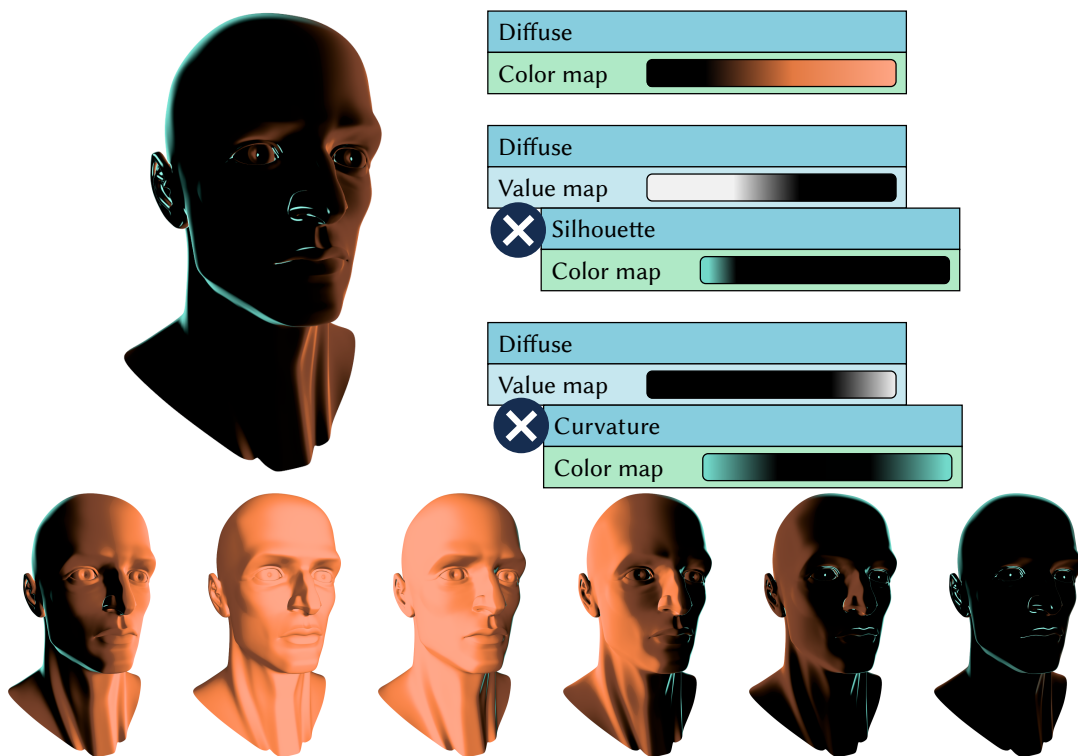 Diffuse
Color map
Diffuse
Value map
Silhouette
Color map
Diffuse
Value map
Curvature
Color map